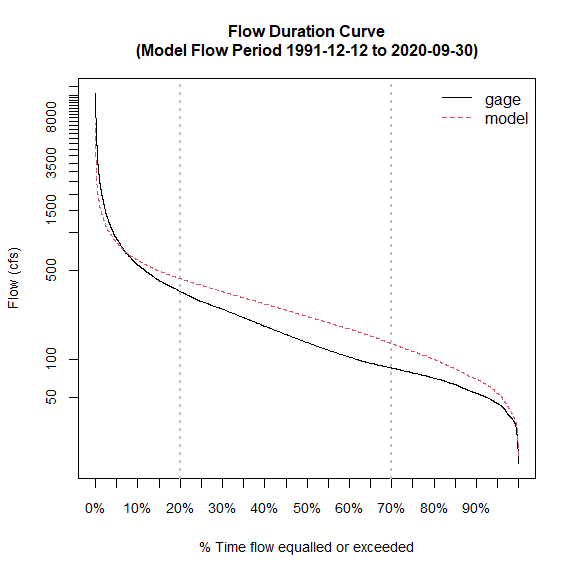 Flow Duration Curve
(Model Flow Period 1991-12-12 to 2020-09-30)
gage
model
Flow (cfs)
8000
3500
1500
500
100
50
0% 10% 20% 30% 40% 50% 60% 70% 80% 90%
% Time flow equalled or exceeded